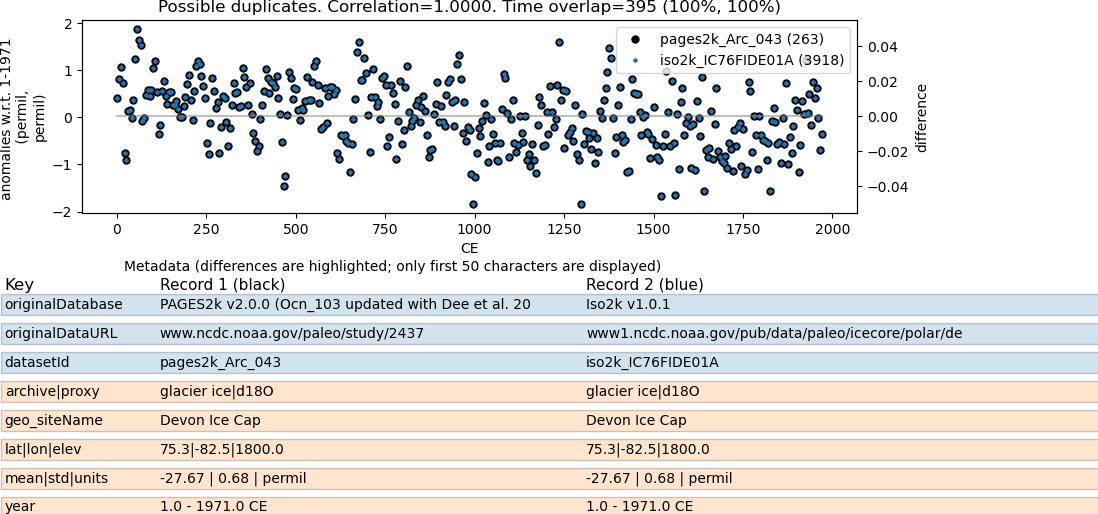 Possible duplicates. Correlation=1.0000. Time overlap=395 (100%, 100%)
pages2k_Arc_043 (263)
iso2k_IC76FIDE01A (3918)
anomalies w.r.t. 1-1971
(permil,
permil)
2
1
0
−1
−2
0.04
0.02
0.00
−0.02
−0.04
difference
0 250 500 750 1000 1250 1500 1750 2000
CE
Metadata (differences are highlighted; only first 50 characters are displayed)
Key Record 1 (black) Record 2 (blue)
originalDatabase PAGES2k v2.0.0 (Ocn_103 updated with Dee et al. 20 Iso2k v1.0.1
originalDataURL www.ncdc.noaa.gov/paleo/study/2437 www1.ncdc.noaa.gov/pub/data/paleo/icecore/polar/de
datasetId pages2k_Arc_043 iso2k_IC76FIDE01A
archive|proxy glacier ice|d18O glacier ice|d18O
geo_siteName Devon Ice Cap Devon Ice Cap
lat|lon|elev 75.3|-82.5|1800.0 75.3|-82.5|1800.0
mean|std|units -27.67 | 0.68 | permil -27.67 | 0.68 | permil
year 1.0 - 1971.0 CE 1.0 - 1971.0 CE